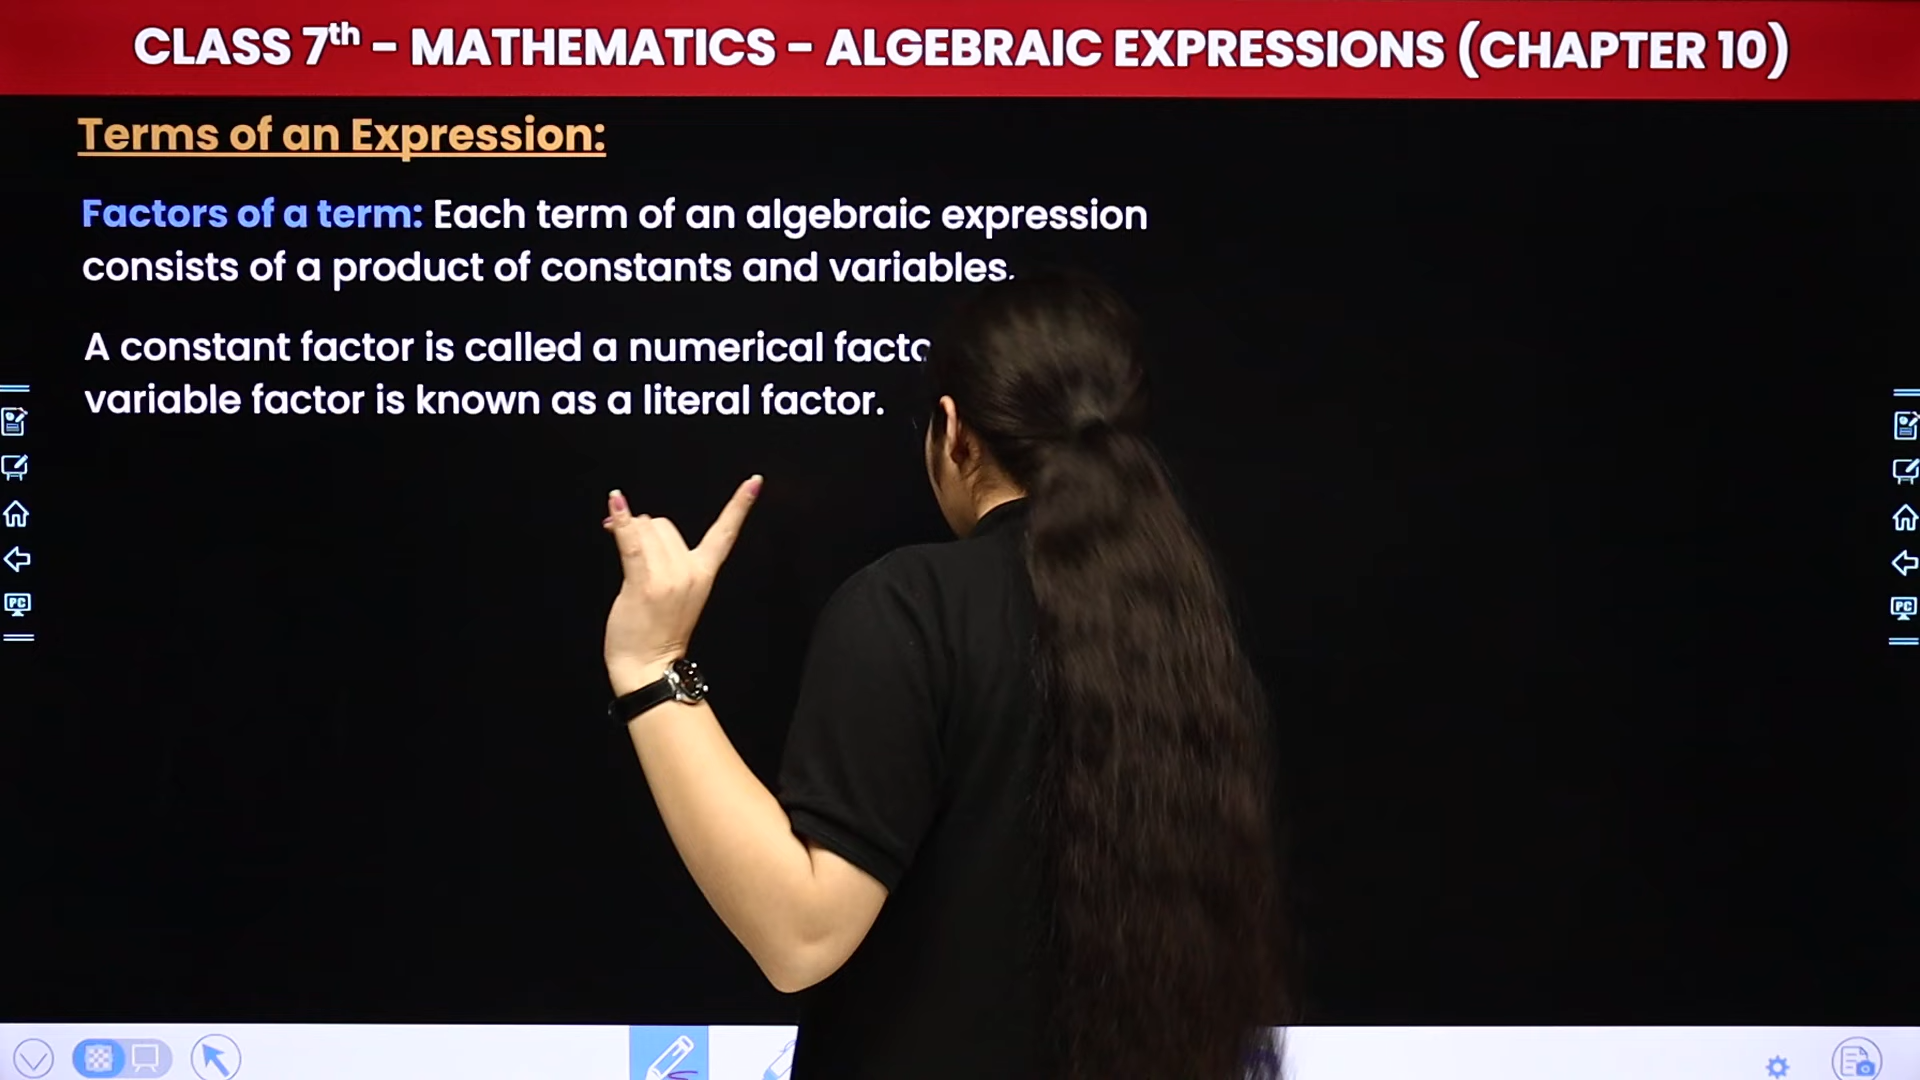 CLASS 7th - MATHEMATICS - ALGEBRAIC EXPRESSIONS (CHAPTER 10)
Terms of an Expression:
Factors of a term: Each term of an algebraic expression
consists of a product of constants and variables.
A constant factor is called a numerical
variable factor is known as a literal factor.
PC
PC